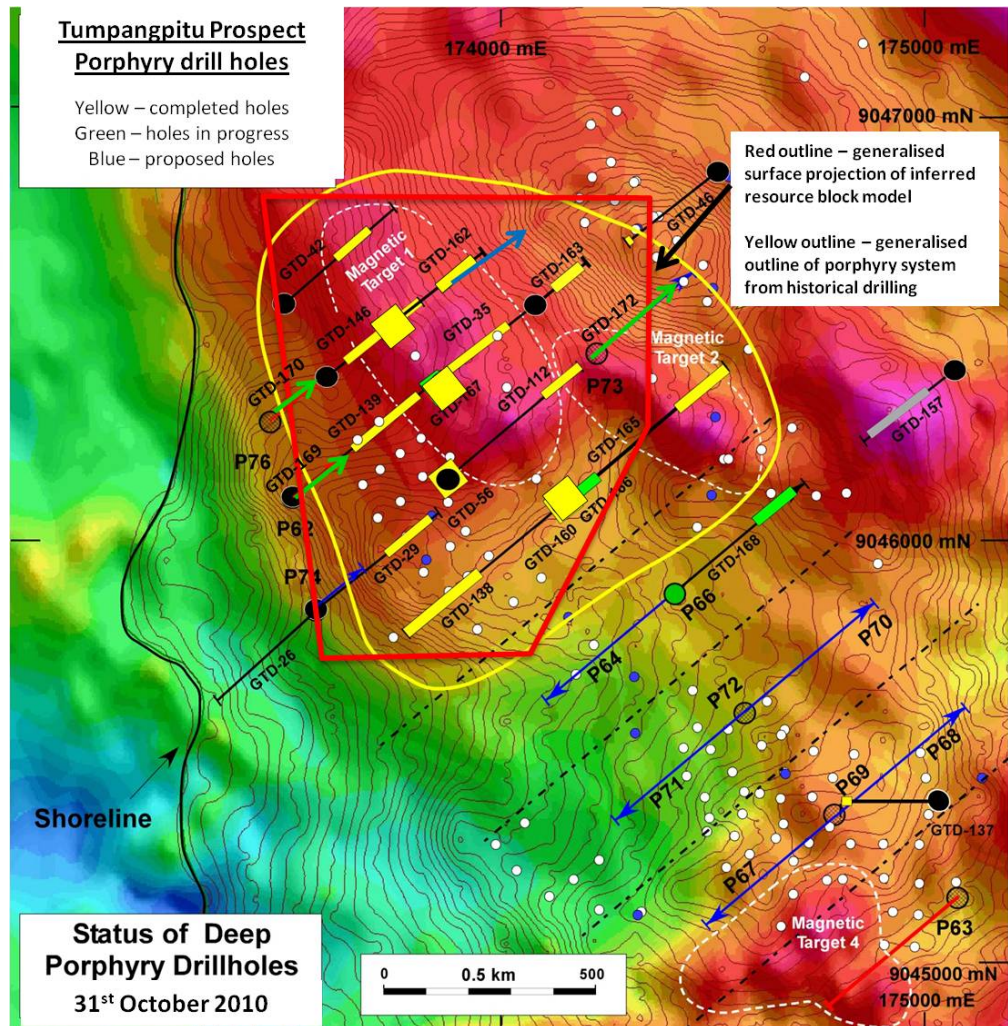 Tumpangpitu Prospect
Porphyry drill holes
Yellow – completed holes
Green – holes in progress
Blue – proposed holes
174000 mE
175000 mE
9047000 mN
Red outline – generalised
surface projection of inferred
resource block model
Yellow outline – generalised
outline of porphyry system
from historical drilling
GTD-46
GTD-42
Magnetic
Target 1
GTD-162
GTD-163
GTD-146
GTD-35
GTD-172
Magnetic
Target 2
GTD-170
GTD-167
GTD-112
P73
GTD-139
GTD-157
P76
GTD-169
GTD-165
P62
GTD-56
GTD-166
GTD-29
GTD-160
9046000 mN
P74
GTD-168
GTD-138
P66
GTD-26
P64
P70
P72
P71
P68
P69
Shoreline
GTD-137
P67
Magnetic
Target 4
P63
Status of Deep
Porphyry Drillholes
31st October 2010
0 0.5 km 500
9045000 mN
175000 mE